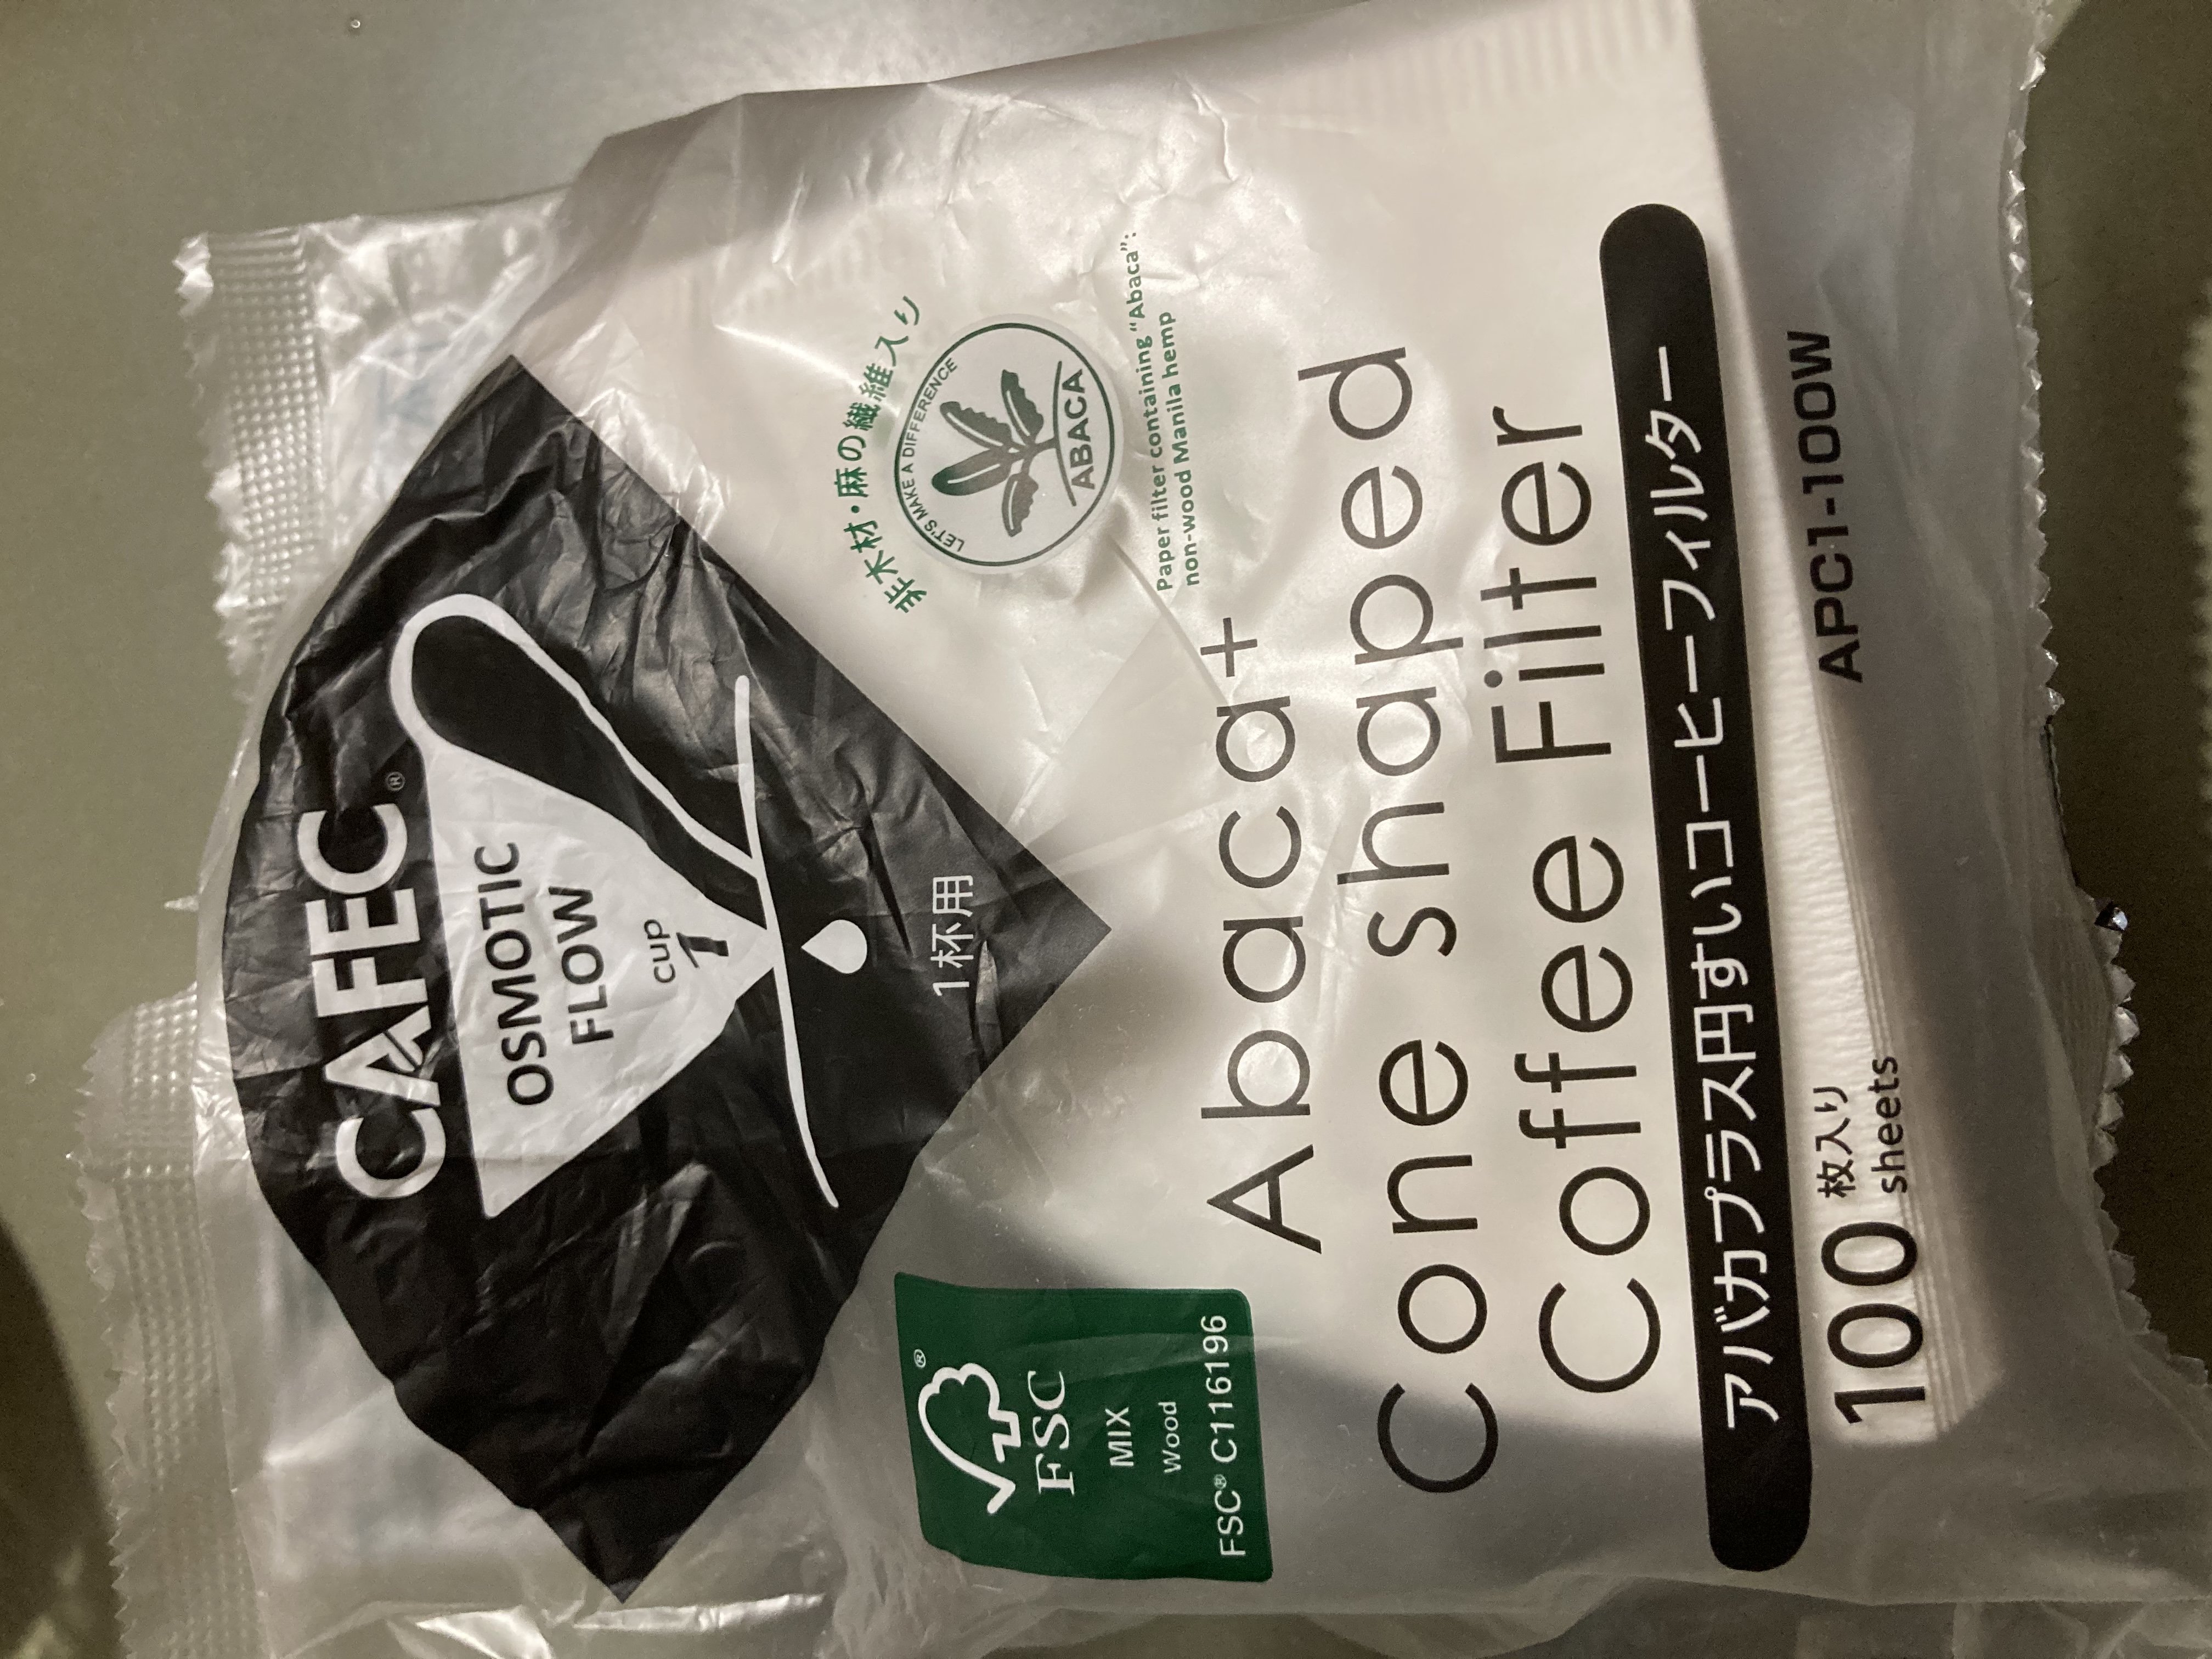 CAFEC®
OSMOTIC
FLOW
cup
1
1杯用
非木材・麻の繊維入り
LET'S MAKE A DIFFERENCE
ABACA
Paper filter containing "Abaca":
non-wood Manila hemp
®
FSC
MIX
Wood
FSC® C116196
Abaca+
Cone shaped
Coffee Filter
アバカプラス円すいコーヒーフィルター
100 枚入り
sheets
APC1-100W